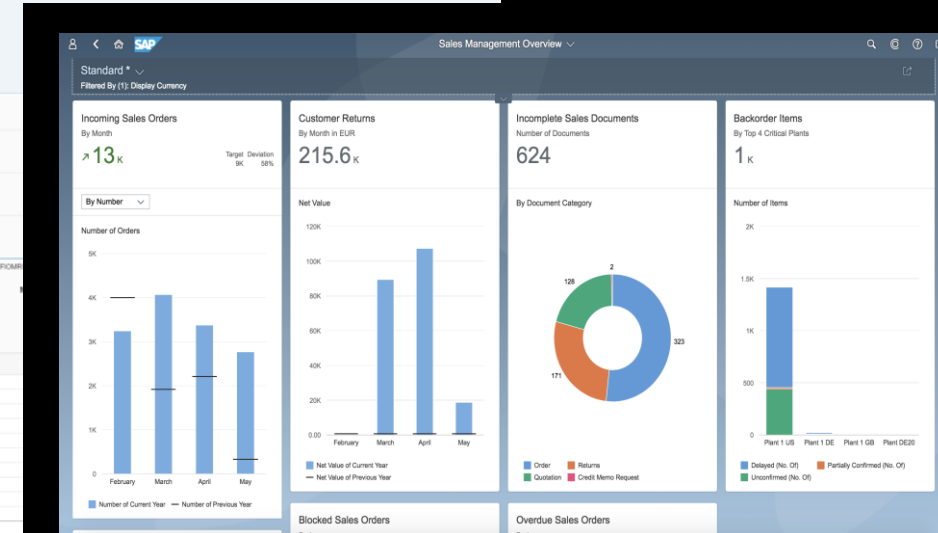 SAP
Sales Management Overview
Standard *
Filtered By (1): Display Currency
Incoming Sales Orders
By Month
13 K
Target Deviation
9K 58%
By Number
Number of Orders
5K
4K
3K
2K
1K
0
February March April May
Number of Current Year Number of Previous Year
Customer Returns
By Month in EUR
215.6 K
Net Value
120K
100K
80K
60K
40K
20K
0.00
February March April May
Net Value of Current Year
Net Value of Previous Year
Incomplete Sales Documents
Number of Documents
624
By Document Category
2
128
323
171
Order Returns
Quotation Credit Memo Request
Backorder Items
By Top 4 Critical Plants
1 K
Number of Items
2K
1.5K
1K
500
0
Plant 1 US Plant 1 DE Plant 1 GB Plant DE20
Delayed (No. Of) Partially Confirmed (No. Of)
Unconfirmed (No. Of)
Blocked Sales Orders
Overdue Sales Orders